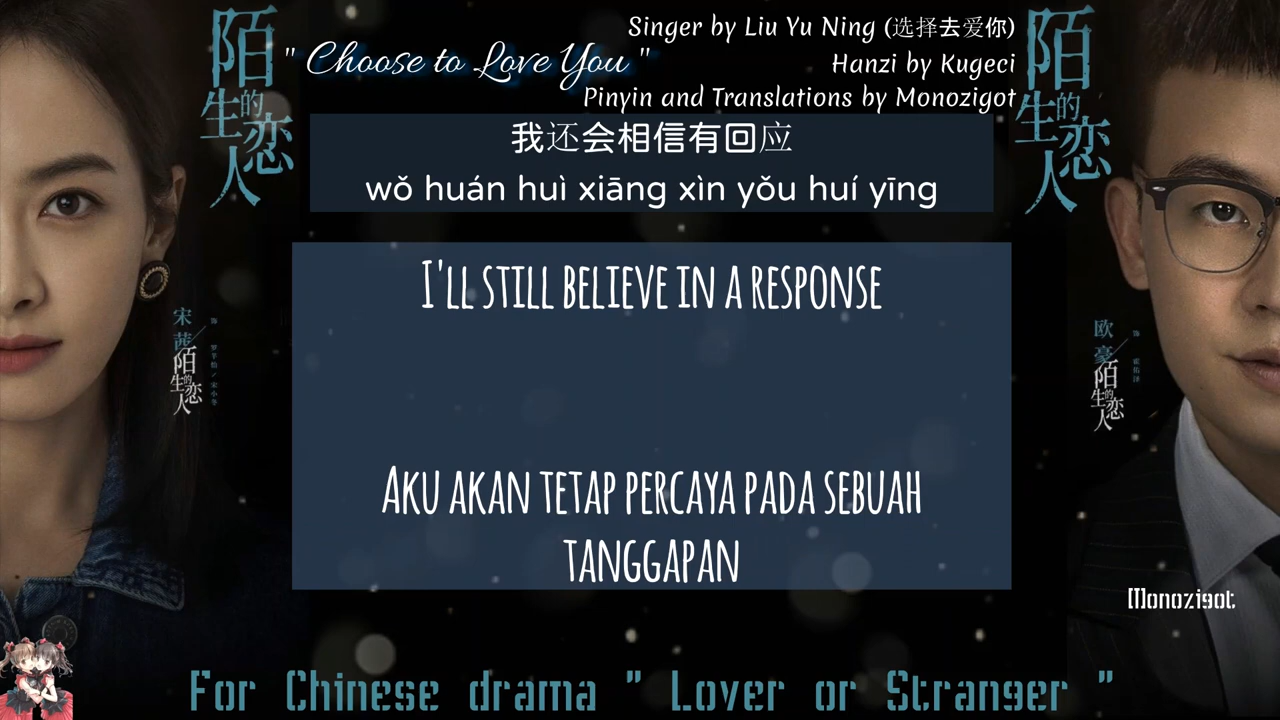 陌生的恋人
" Choose to Love You "
Singer by Liu Yu Ning (选择去爱你)
Hanzi by Kugeci
Pinyin and Translations by Monozigot
陌生的恋人
我还会相信有回应
wǒ huán huì xiāng xìn yǒu huí yīng
I'll still believe in a response
Aku akan tetap percaya pada sebuah
tanggapan
宋茜
陌生的恋人
欧豪
陌生的恋人
Monozigot
For Chinese drama " Lover or Stranger "